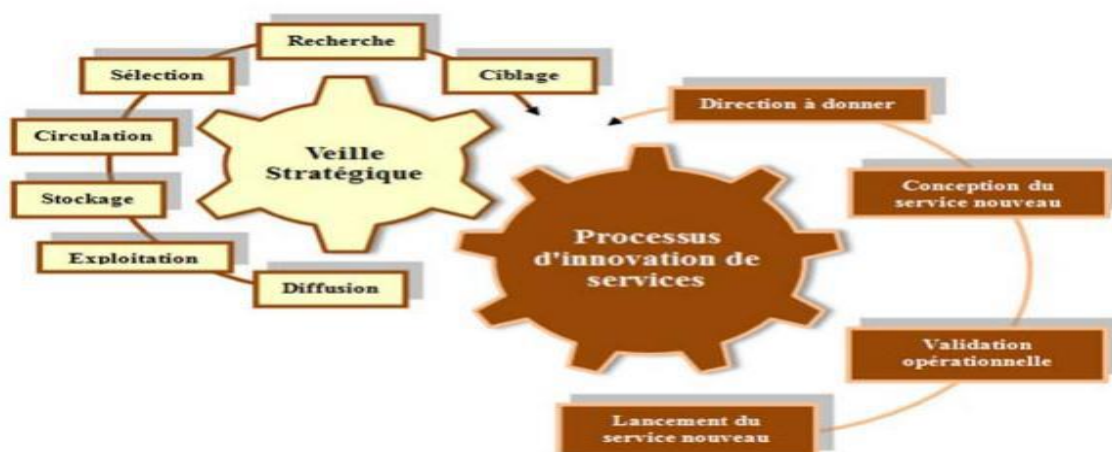 Recherche
Sélection
Ciblage
Circulation
Stockage
Exploitation
Diffusion
Veille
Stratégique
Direction à donner
Conception du
service nouveau
Processus
d'innovation de
services
Validation
opérationnelle
Lancement du
service nouveau